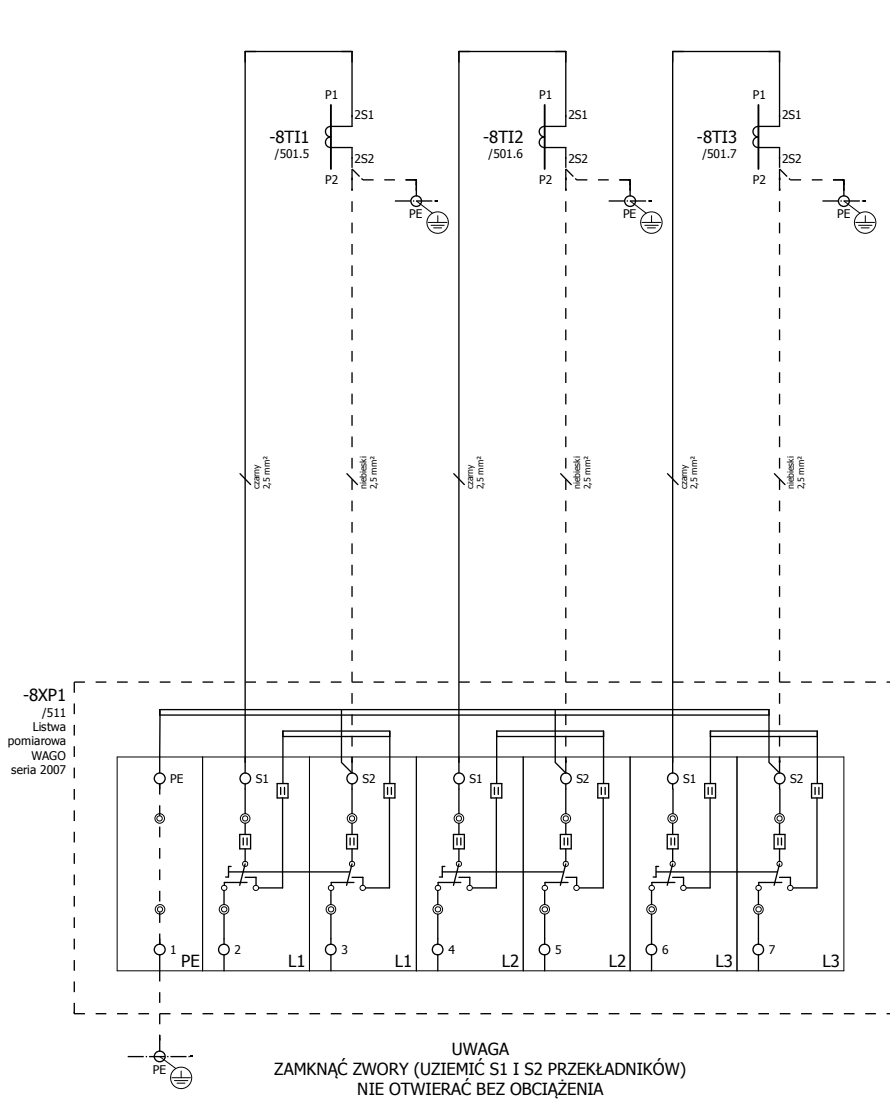 P1 P1 P1
2S1 2S1 2S1
-8TI1 -8TI2 -8TI3
/501.5 /501.6 /501.7
2S2 2S2 2S2
P2 P2 P2
PE PE PE
czarny
2,5 mm²
niebieski
2,5 mm²
czarny
2,5 mm²
niebieski
2,5 mm²
czarny
2,5 mm²
niebieski
2,5 mm²
-8XP1
/511
Listwa
pomiarowa
WAGO
seria 2007
PE S1 S2 S1 S2 S1 S2
1 2 3 4 5 6 7
PE L1 L1 L2 L2 L3 L3
PE
UWAGA
ZAMKNĄĆ ZWORY (UZIEMIĆ S1 I S2 PRZEKŁADNIKÓW)
NIE OTWIERAĆ BEZ OBCIĄŻENIA